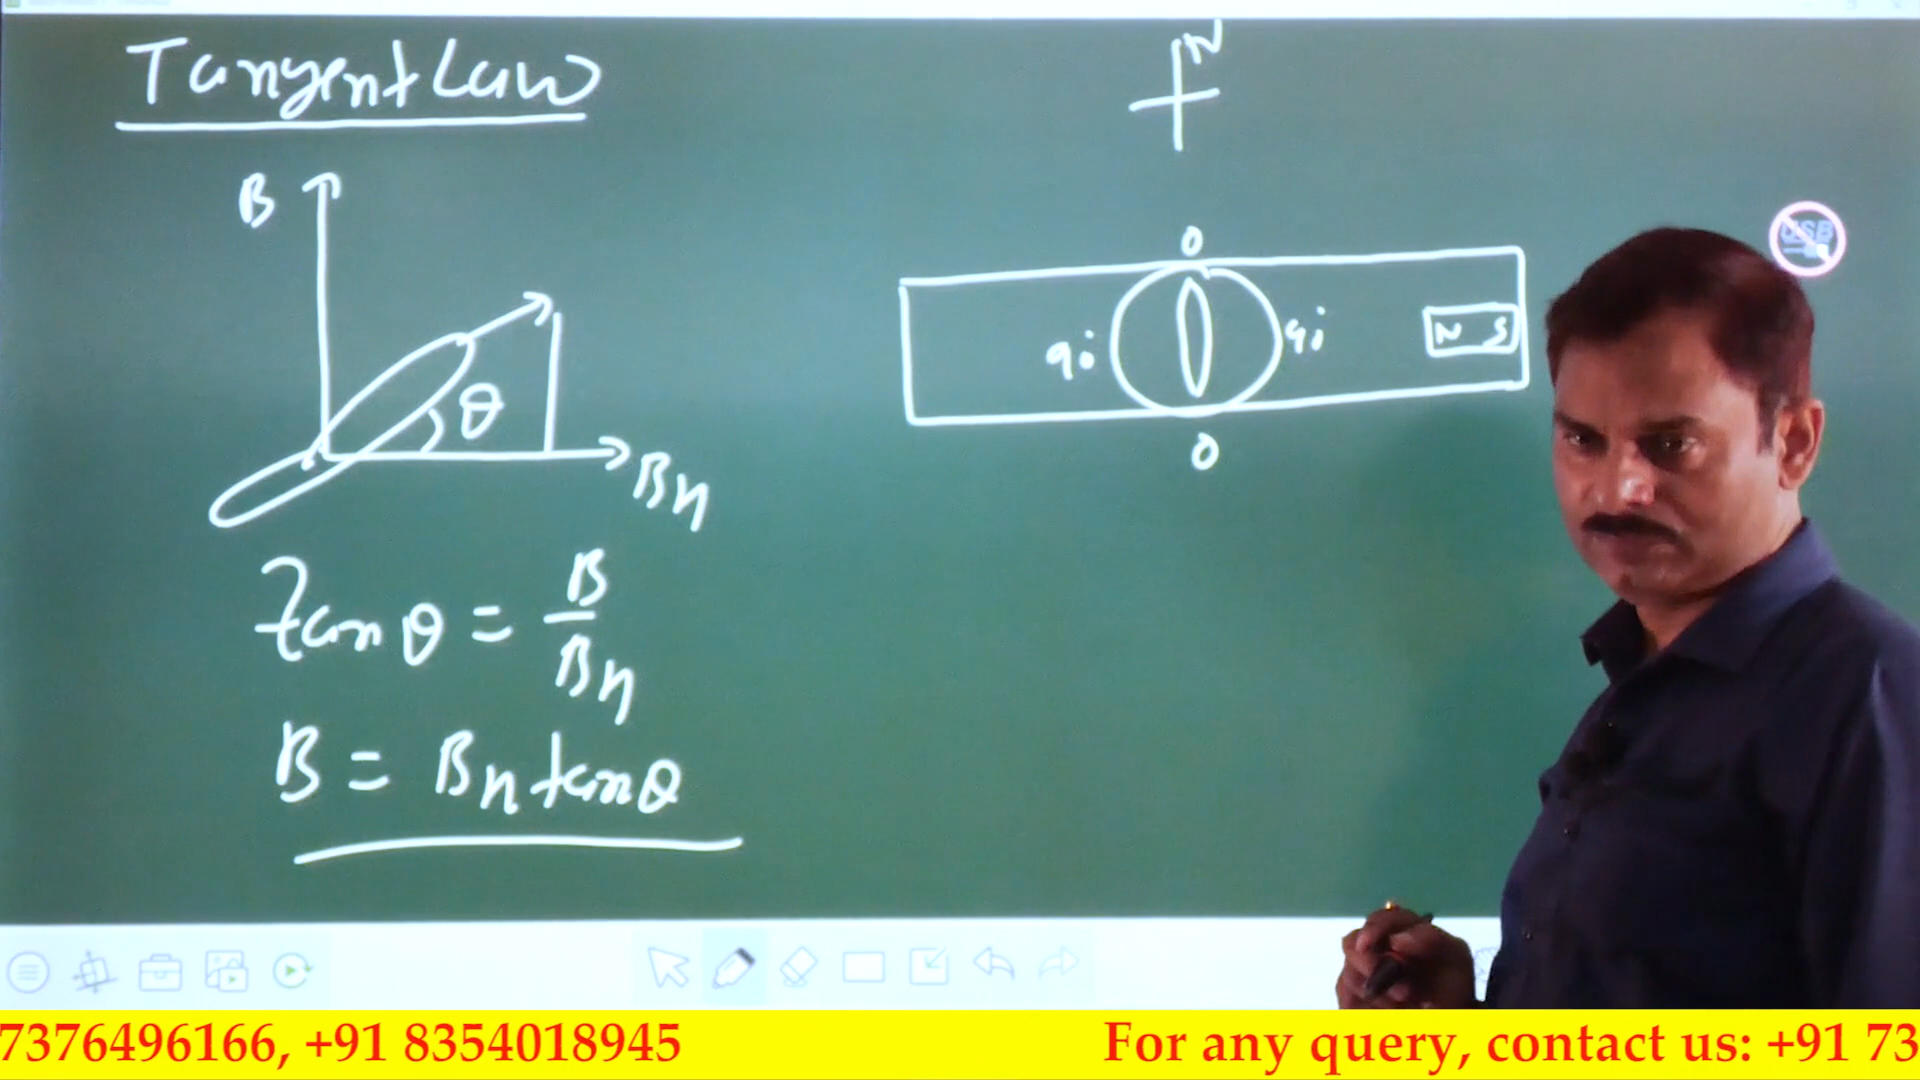 Tangent Law
N
B
θ
BH
tan θ = B / BH
B = BH tan θ
0
90
90
N S
0
USB
7376496166, +91 8354018945
For any query, contact us: +91 73